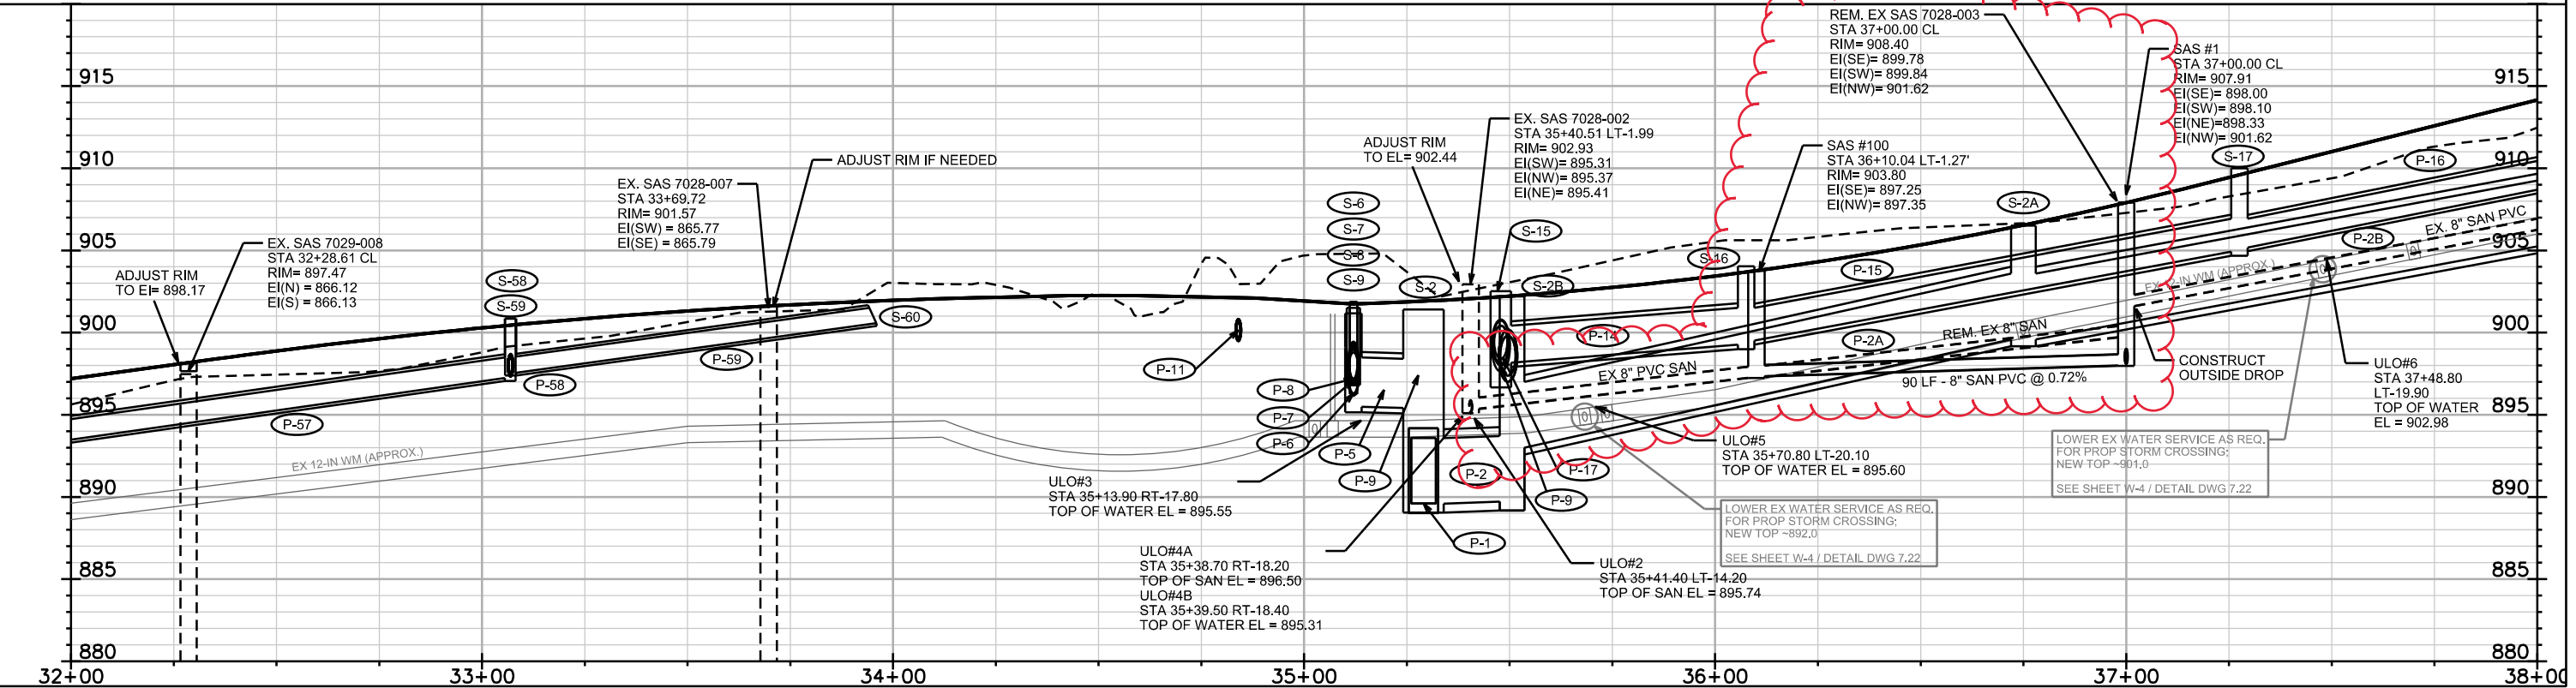 REM. EX SAS 7028-003
STA 37+00.00 CL
RIM= 908.40
EI(SE)= 899.78
EI(SW)= 899.84
EI(NW)= 901.62
SAS #1
STA 37+00.00 CL
RIM= 907.91
EI(SE)= 898.00
EI(SW)= 898.10
EI(NE)=898.33
EI(NW)= 901.62
915
915
EX. SAS 7028-002
STA 35+40.51 LT-1.99
RIM= 902.93
EI(SW)= 895.31
EI(NW)= 895.37
EI(NE)= 895.41
ADJUST RIM
TO EL= 902.44
SAS #100
STA 36+10.04 LT-1.27'
RIM= 903.80
EI(SE)= 897.25
EI(NW)= 897.35
ADJUST RIM IF NEEDED
910
910
S-17
P-16
EX. SAS 7028-007
STA 33+69.72
RIM= 901.57
EI(SW) = 865.77
EI(SE) = 865.79
S-6
S-7
S-8
S-9
S-15
S-2A
905
905
EX. SAS 7029-008
STA 32+28.61 CL
RIM= 897.47
EI(N) = 866.12
EI(S) = 866.13
ADJUST RIM
TO El= 898.17
EX. 8" SAN PVC
P-2B
S-16
P-15
EX 12-IN WM (APPROX.)
S-58
S-59
S-60
S-2
S-2B
900
900
REM. EX 8" SAN
P-14
P-2A
P-59
P-58
P-11
EX 8" PVC SAN
90 LF - 8" SAN PVC @ 0.72%
CONSTRUCT
OUTSIDE DROP
ULO#6
STA 37+48.80
LT-19.90
TOP OF WATER
EL = 902.98
P-8
P-7
P-6
P-5
P-9
895
895
P-57
EX 12-IN WM (APPROX.)
ULO#3
STA 35+13.90 RT-17.80
TOP OF WATER EL = 895.55
P-2
P-17
P-9
P-1
ULO#5
STA 35+70.80 LT-20.10
TOP OF WATER EL = 895.60
LOWER EX WATER SERVICE AS REQ.
FOR PROP STORM CROSSING;
NEW TOP ~901.0
SEE SHEET W-4 / DETAIL DWG 7.22
890
890
LOWER EX WATER SERVICE AS REQ.
FOR PROP STORM CROSSING;
NEW TOP ~892.0
SEE SHEET W-4 / DETAIL DWG 7.22
ULO#4A
STA 35+38.70 RT-18.20
TOP OF SAN EL = 896.50
ULO#4B
STA 35+39.50 RT-18.40
TOP OF WATER EL = 895.31
ULO#2
STA 35+41.40 LT-14.20
TOP OF SAN EL = 895.74
885
885
880
880
32+00
33+00
34+00
35+00
36+00
37+00
38+00